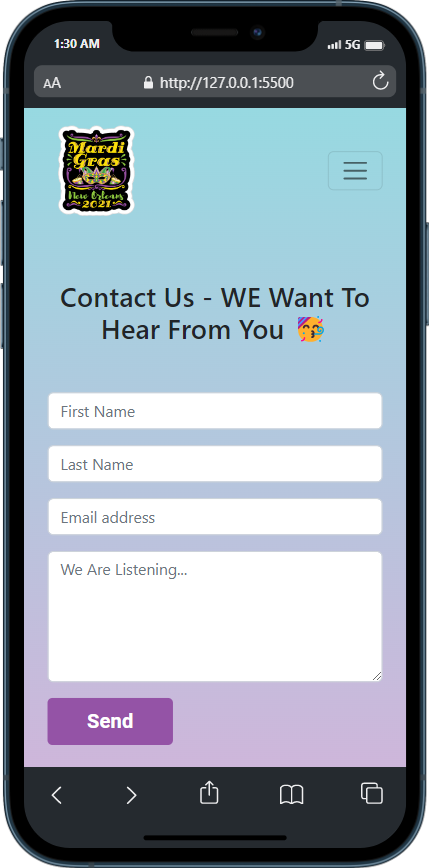 1:30 AM
5G
AA
http://127.0.0.1:5500
Mardi
Gras
New Orleans
2021
Contact Us - WE Want To
Hear From You 🥳
First Name
Last Name
Email address
We Are Listening...
Send